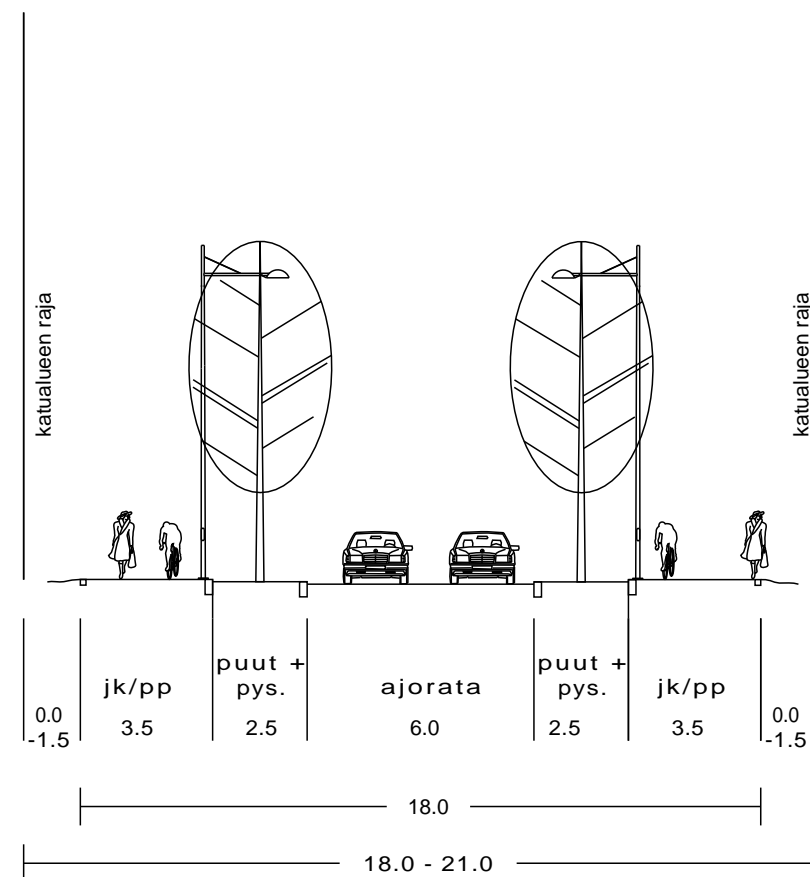 katualueen raja
katualueen raja
0.0
-1.5
jk/pp
3.5
puut +
pys.
2.5
ajorata
6.0
puut +
pys.
2.5
jk/pp
3.5
0.0
-1.5
18.0
18.0 - 21.0